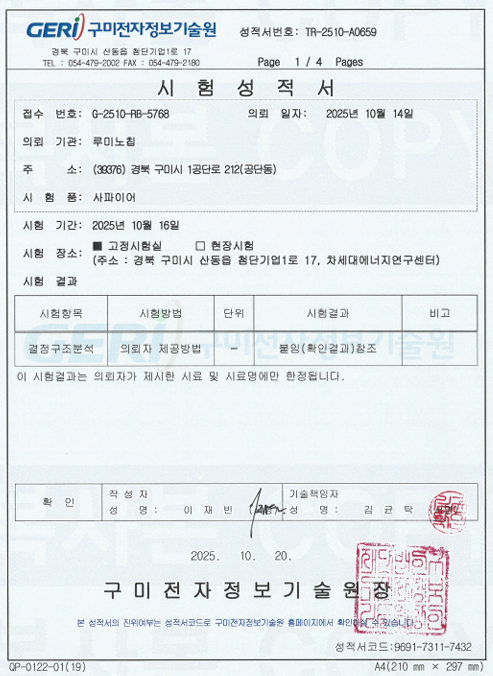 GERI 구미전자정보기술원
성적서번호: TR-2510-A0659
경북 구미시 산동읍 첨단기업1로 17
TEL : 054-479-2002 FAX : 054-479-2180
Page 1 / 4 Pages
시 험 성 적 서
접수 번호: G-2510-RB-5768 의뢰 일자: 2025년 10월 14일
의뢰 기관: 루미노칩
주 소: (39376) 경북 구미시 1공단로 212(공단동)
시 험 품: 사파이어
시험 기간: 2025년 10월 16일
시험 장소: ■ 고정시험실 □ 현장시험
(주소 : 경북 구미시 산동읍 첨단기업1로 17, 차세대에너지연구센터)
시험 결과
시험항목 시험방법 단위 시험결과 비고
결정구조분석 의뢰자 제공방법 - 붙임(확인결과)참조
이 시험결과는 의뢰자가 제시한 시료 및 시료명에만 한정됩니다.
확 인
작 성 자 기술책임자
성 명 : 이 재 빈 성 명 : 김 균 탁
2025. 10. 20.
구 미 전 자 정 보 기 술 원 장
본 성적서의 진위여부는 성적서코드로 구미전자정보기술원 홈페이지에서 확인하실 수 있습니다.
성적서코드:9691-7311-7432
QP-0122-01(19) A4(210 mm × 297 mm)